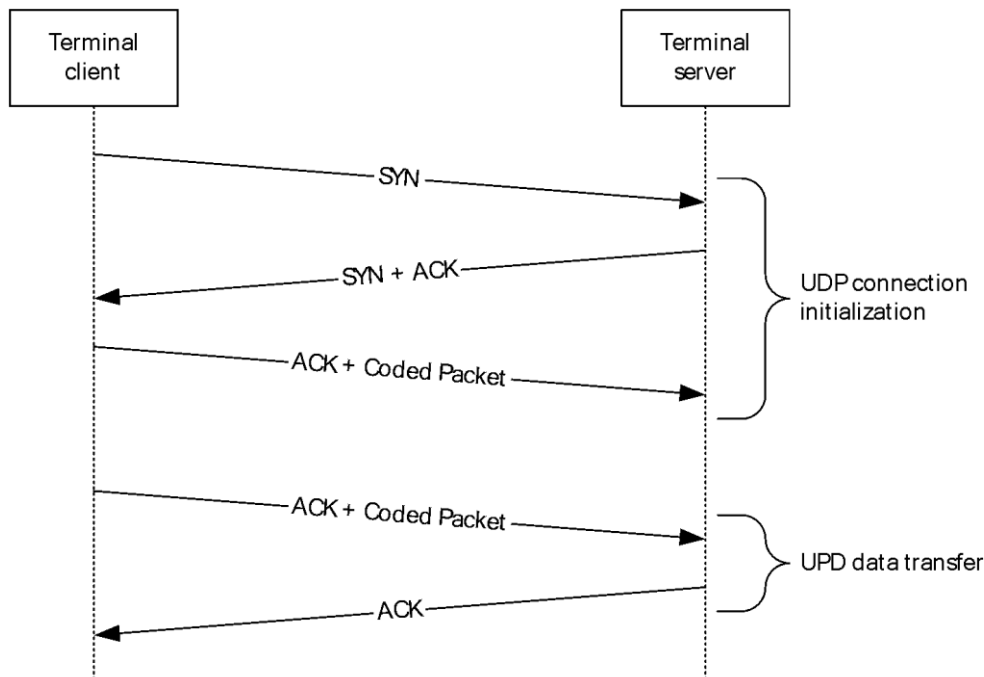 Terminal
client
Terminal
server
SYN
SYN + ACK
ACK + Coded Packet
UDP connection
initialization
ACK + Coded Packet
UPD data transfer
ACK